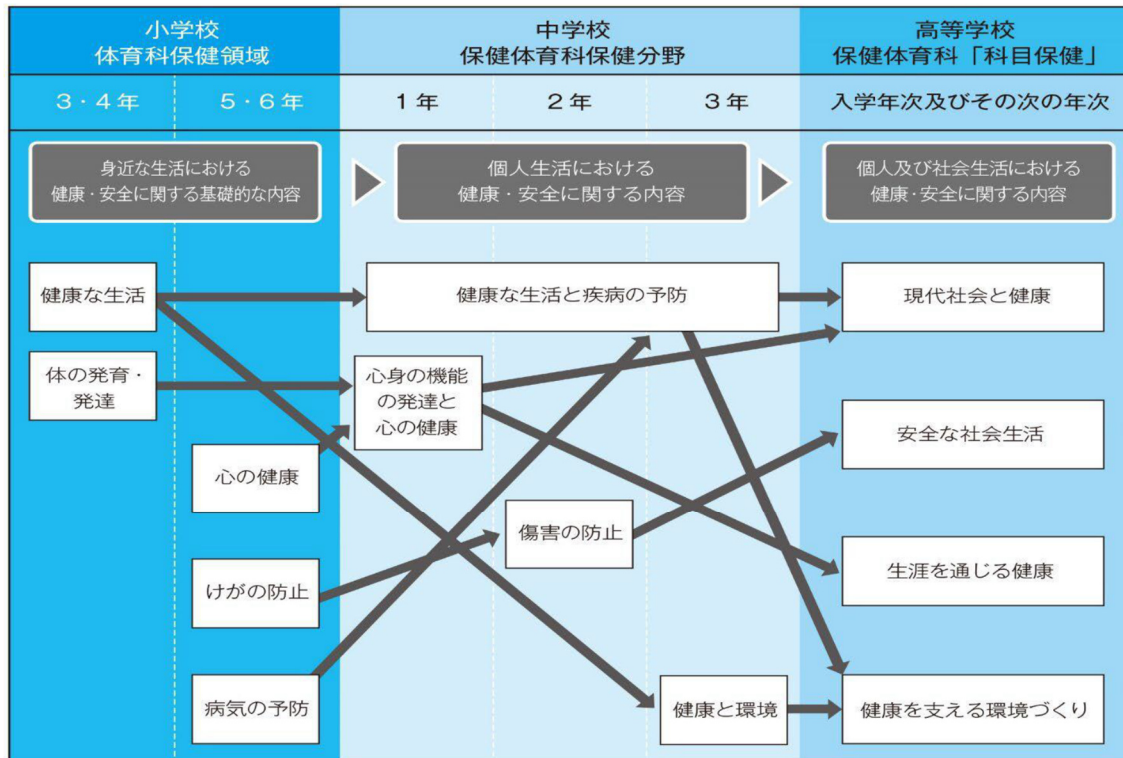 小学校
体育科保健領域
中学校
保健体育科保健分野
高等学校
保健体育科「科目保健」
3・4年
5・6年
1年
2年
3年
入学年次及びその次の年次
身近な生活における
健康・安全に関する基礎的な内容
個人生活における
健康・安全に関する内容
個人及び社会生活における
健康・安全に関する内容
健康な生活
健康な生活と疾病の予防
現代社会と健康
体の発育・
発達
心身の機能
の発達と
心の健康
安全な社会生活
心の健康
傷害の防止
生涯を通じる健康
けがの防止
病気の予防
健康と環境
健康を支える環境づくり